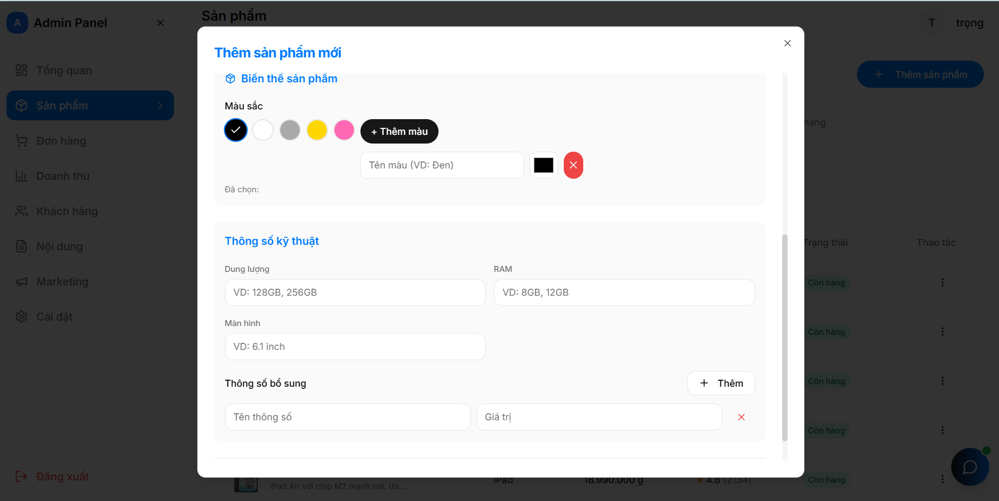 A Admin Panel
Sản phẩm
T trọng
Tổng quan
Sản phẩm
Đơn hàng
Doanh thu
Khách hàng
Nội dung
Marketing
Cài đặt
Đăng xuất
Thêm sản phẩm
hàng
Thêm sản phẩm mới
Biến thể sản phẩm
Màu sắc
+ Thêm màu
Tên màu (VD: Đen)
Đã chọn:
Thông số kỹ thuật
Dung lượng RAM
VD: 128GB, 256GB VD: 8GB, 12GB
Màn hình
VD: 6.1 inch
Thông số bổ sung Thêm
Tên thông số Giá trị
Trạng thái Thao tác
Còn hàng
Còn hàng
Còn hàng
Còn hàng
iPad 18.990.000 ₫ 4.8 (2134) Còn hàng
iPad Air với chip M2 mạnh mẽ, thi...